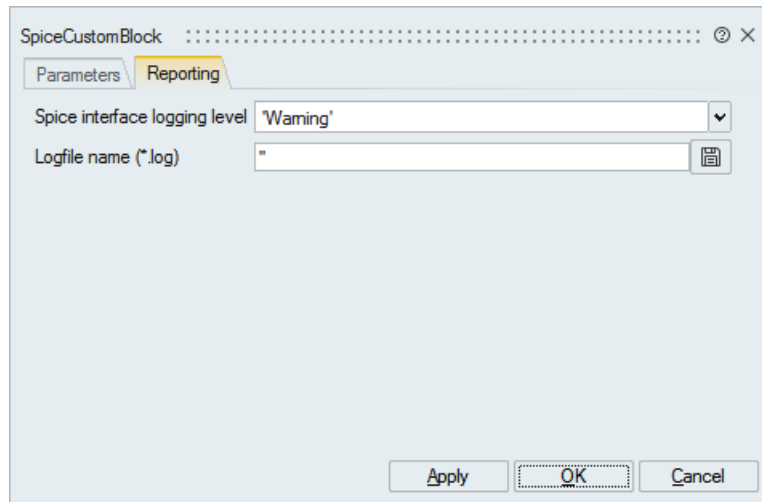 SpiceCustomBlock
Parameters Reporting
Spice interface logging level 'Warning'
Logfile name (*.log) ''
Apply OK Cancel